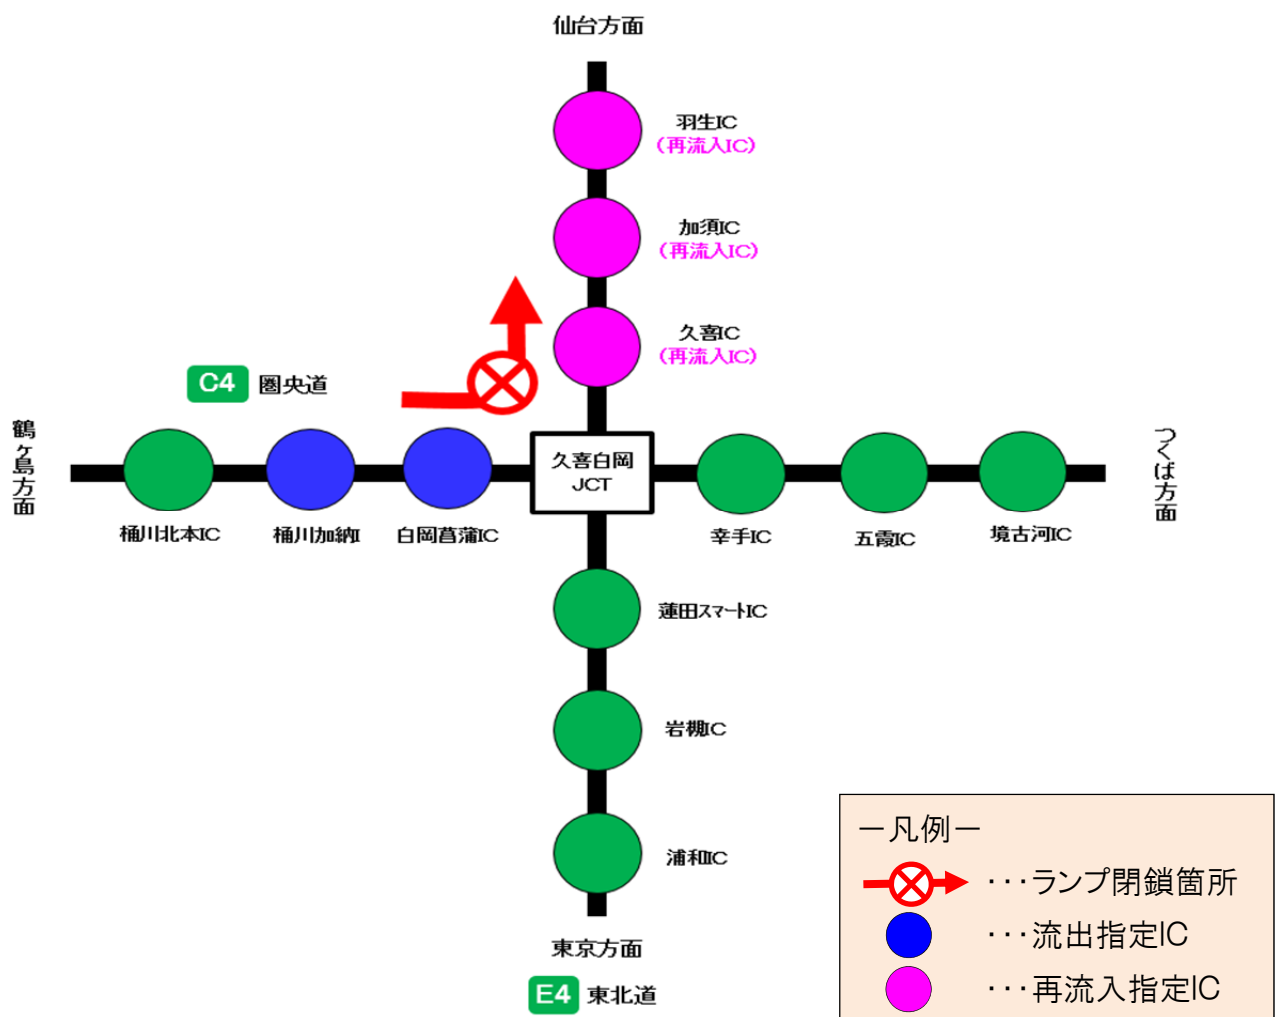 仙台方面
羽生IC
(再流入IC)
加須IC
(再流入IC)
久喜IC
(再流入IC)
C4 圏央道
鶴ヶ島方面
久喜白岡
JCT
つくば方面
桶川北本IC
桶川加納I
白岡菖蒲IC
幸手IC
五霞IC
境古河IC
蓮田スマートIC
岩槻IC
浦和IC
東京方面
E4 東北道
－凡例－
・・・ランプ閉鎖箇所
・・・流出指定IC
・・・再流入指定IC